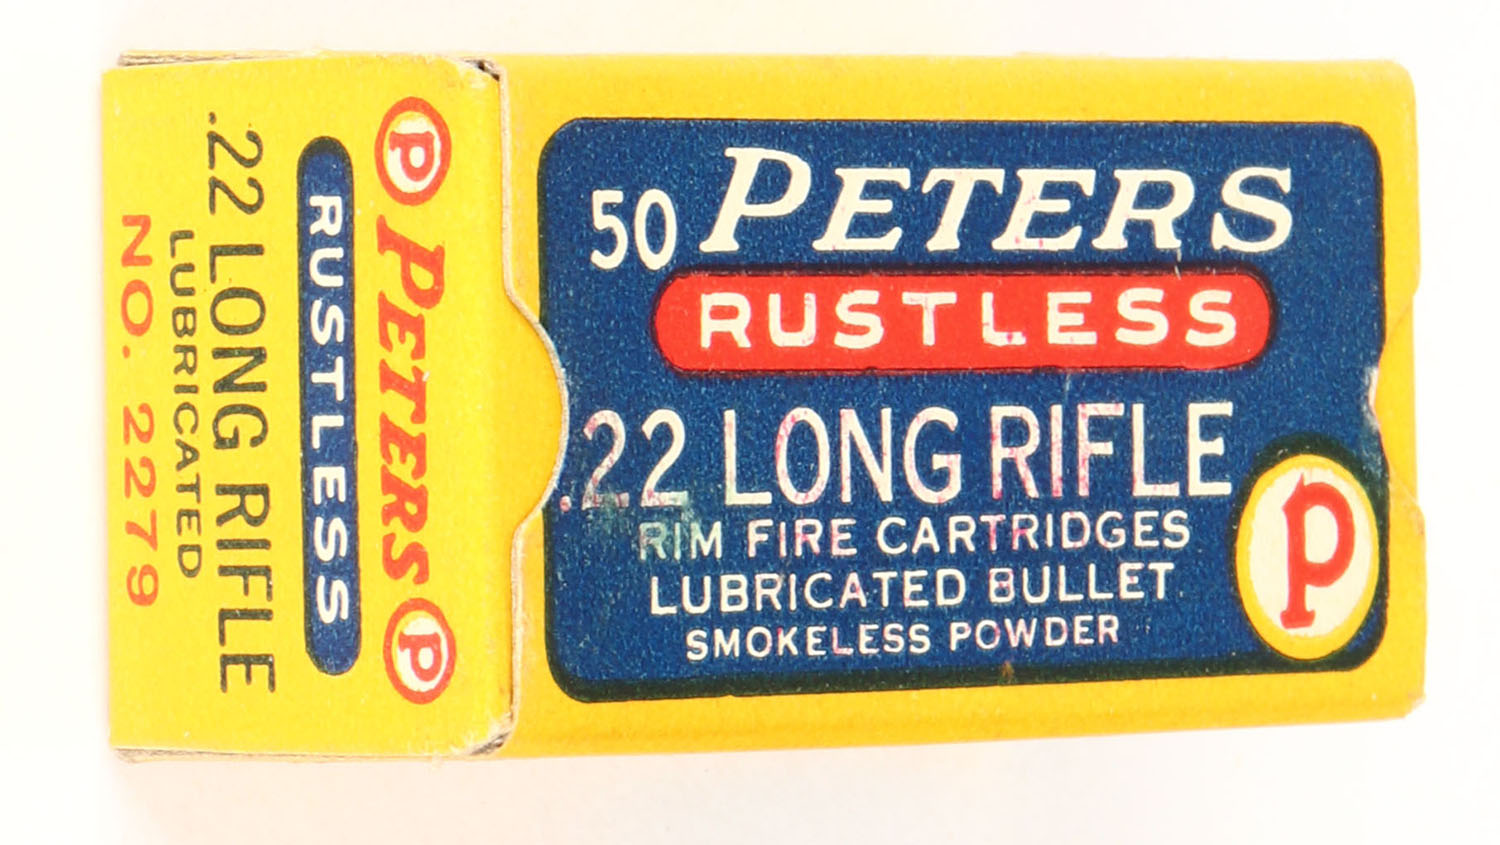 50 PETERS
RUSTLESS
.22 LONG RIFLE
RIM FIRE CARTRIDGES
LUBRICATED BULLET
SMOKELESS POWDER
P
P PETERS P
RUSTLESS
.22 LONG RIFLE
LUBRICATED
NO. 2279